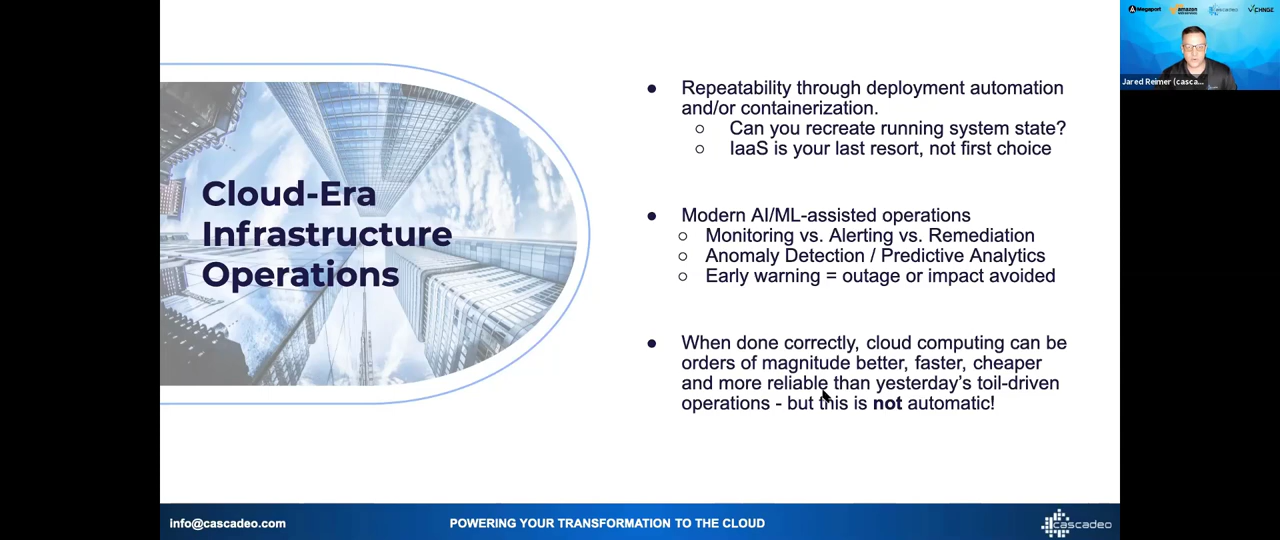 Cloud-Era
Infrastructure
Operations
● Repeatability through deployment automation
and/or containerization.
○ Can you recreate running system state?
○ IaaS is your last resort, not first choice
● Modern AI/ML-assisted operations
○ Monitoring vs. Alerting vs. Remediation
○ Anomaly Detection / Predictive Analytics
○ Early warning = outage or impact avoided
● When done correctly, cloud computing can be
orders of magnitude better, faster, cheaper
and more reliable than yesterday's toil-driven
operations - but this is not automatic!
info@cascadeo.com
POWERING YOUR TRANSFORMATION TO THE CLOUD
cascadeo
Megaport
amazon
cascadeo
CHNGE
Jared Reimer (casca...